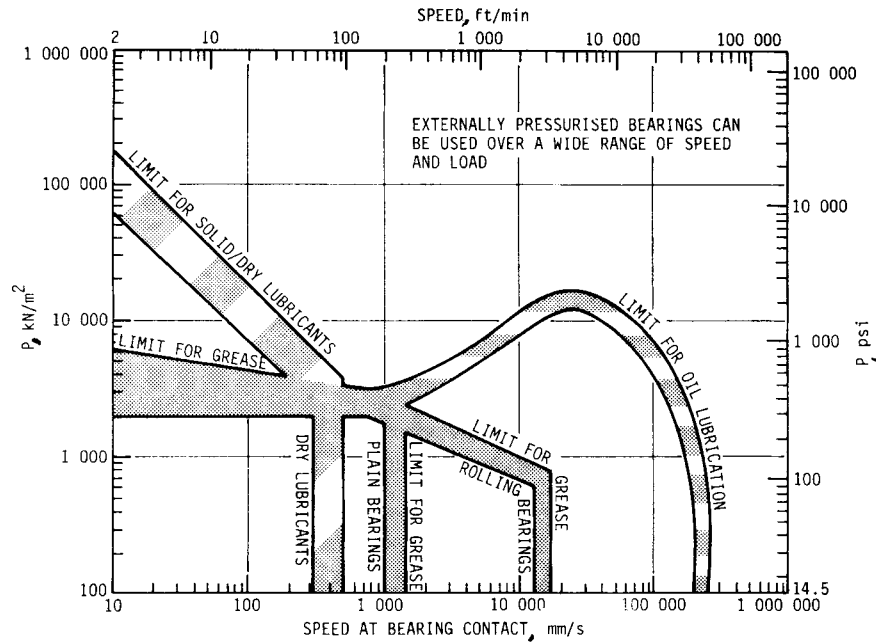 SPEED, ft/min
2 10 100 1 000 10 000 100 000
1 000 000
100 000
10 000
1 000
100
P, kN/m²
EXTERNALLY PRESSURISED BEARINGS CAN
BE USED OVER A WIDE RANGE OF SPEED
AND LOAD
LIMIT FOR SOLID/DRY LUBRICANTS
LIMIT FOR GREASE
DRY LUBRICANTS
PLAIN BEARINGS
LIMIT FOR GREASE
LIMIT FOR GREASE
ROLLING BEARINGS
LIMIT FOR OIL LUBRICATION
100 000
10 000
1 000
100
14.5
P, psi
10 100 1 000 10 000 100 000 1 000 000
SPEED AT BEARING CONTACT, mm/s